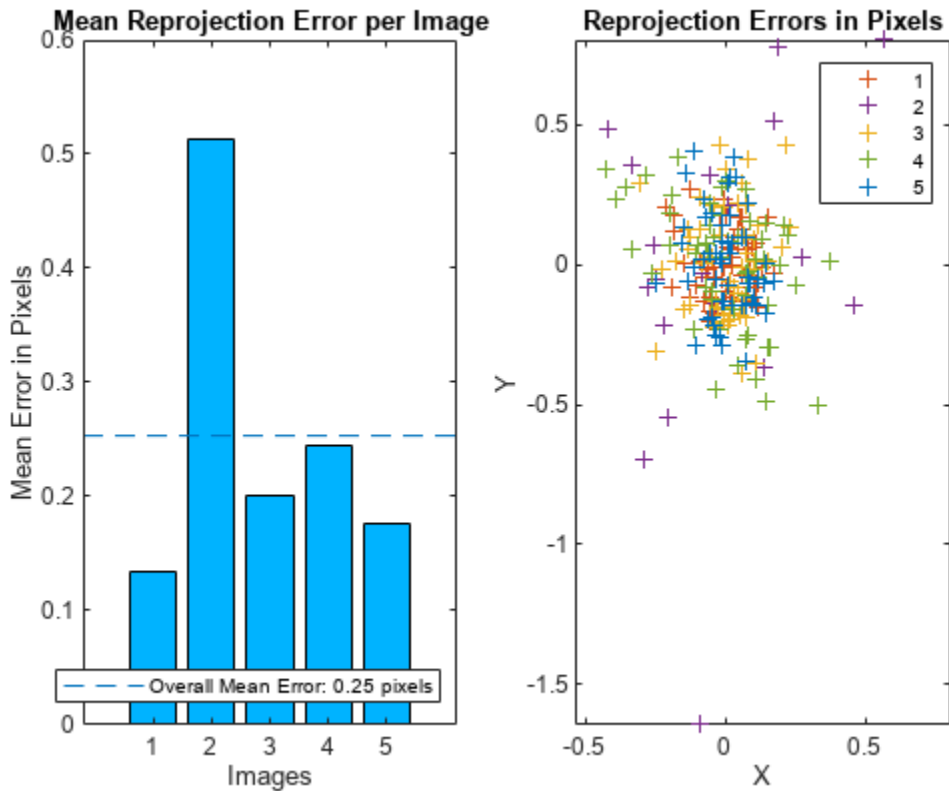 Mean Reprojection Error per Image
0.6
0.5
0.4
0.3
0.2
0.1
0
Mean Error in Pixels
Overall Mean Error: 0.25 pixels
1 2 3 4 5
Images
Reprojection Errors in Pixels
1
2
3
4
5
0.5
0
-0.5
-1
-1.5
Y
-0.5 0 0.5
X